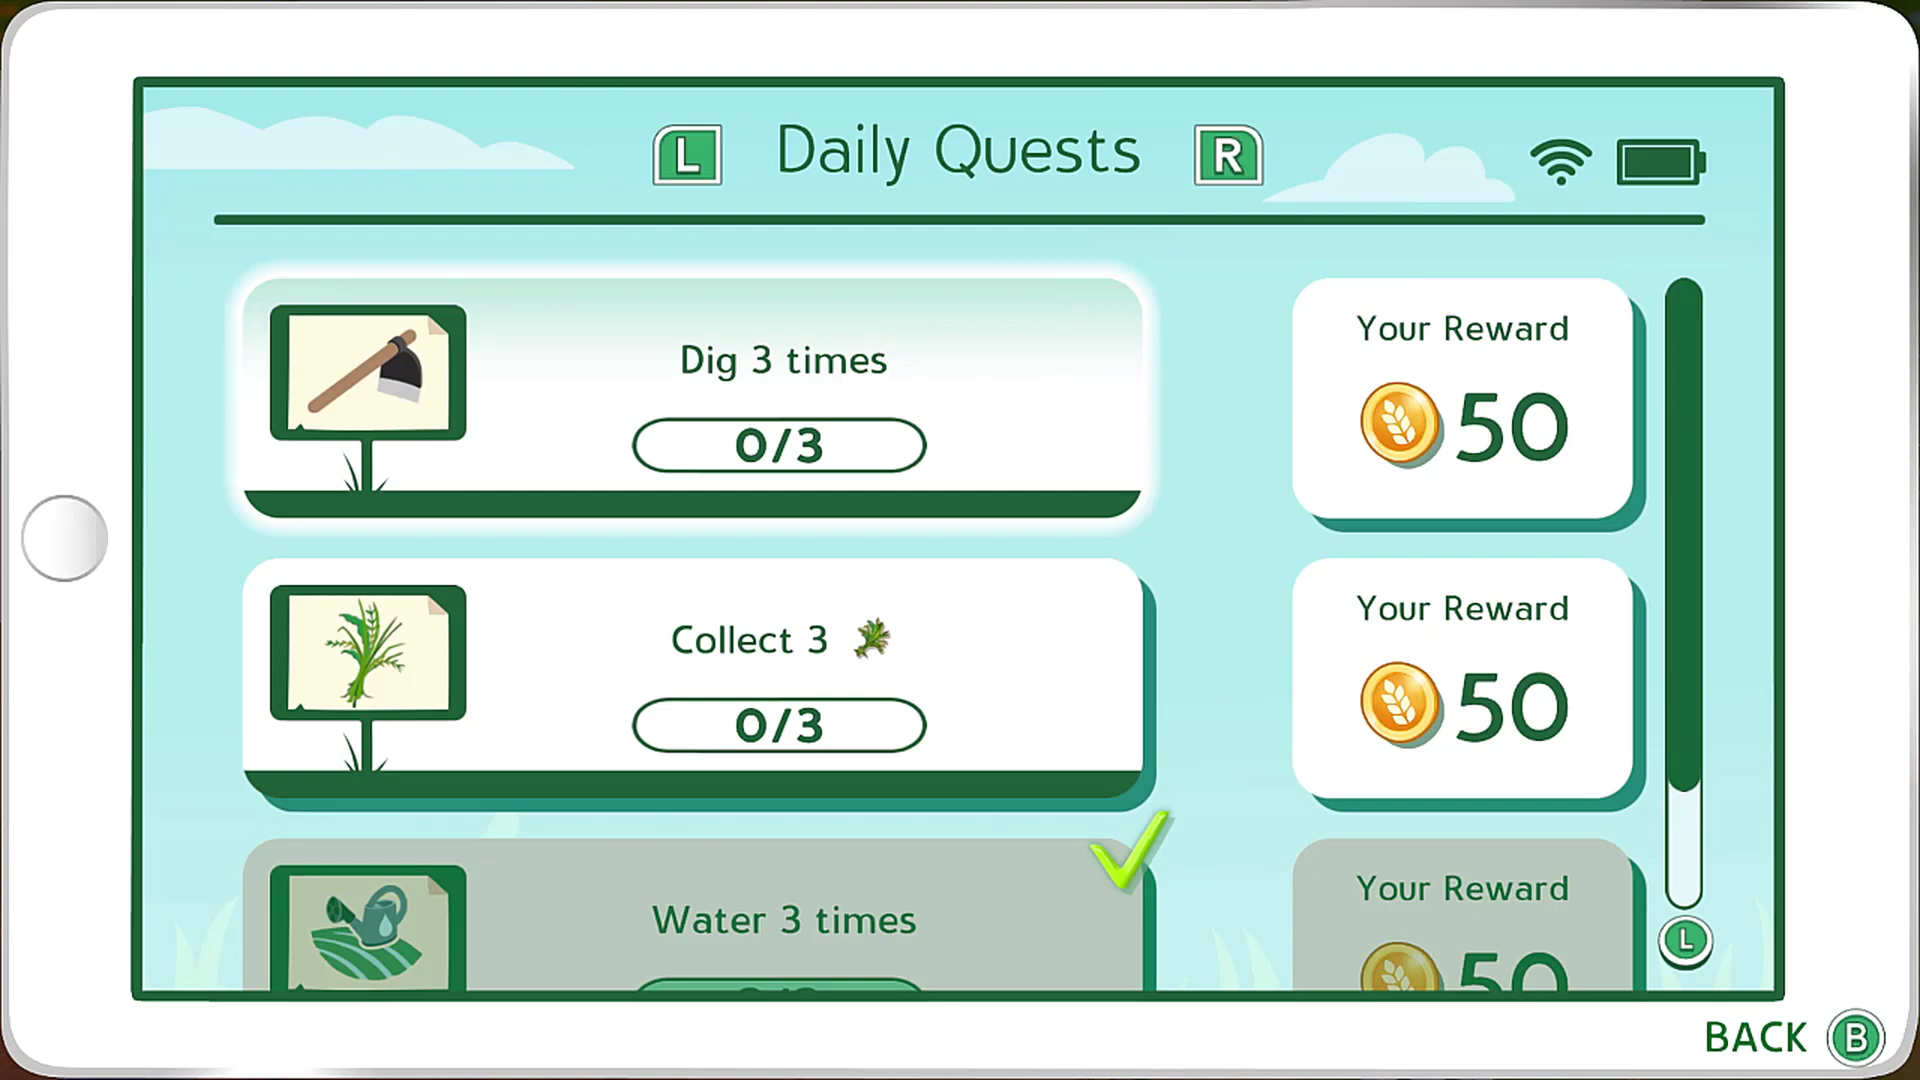 L Daily Quests R
Dig 3 times
0/3
Your Reward
50
Collect 3
0/3
Your Reward
50
Water 3 times
Your Reward
50
L
BACK B